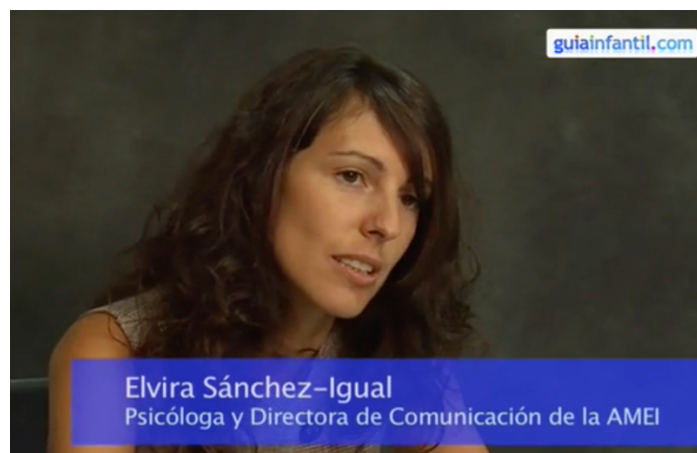 guiainfantil.com
Elvira Sánchez-Igual
Psicóloga y Directora de Comunicación de la AMEI